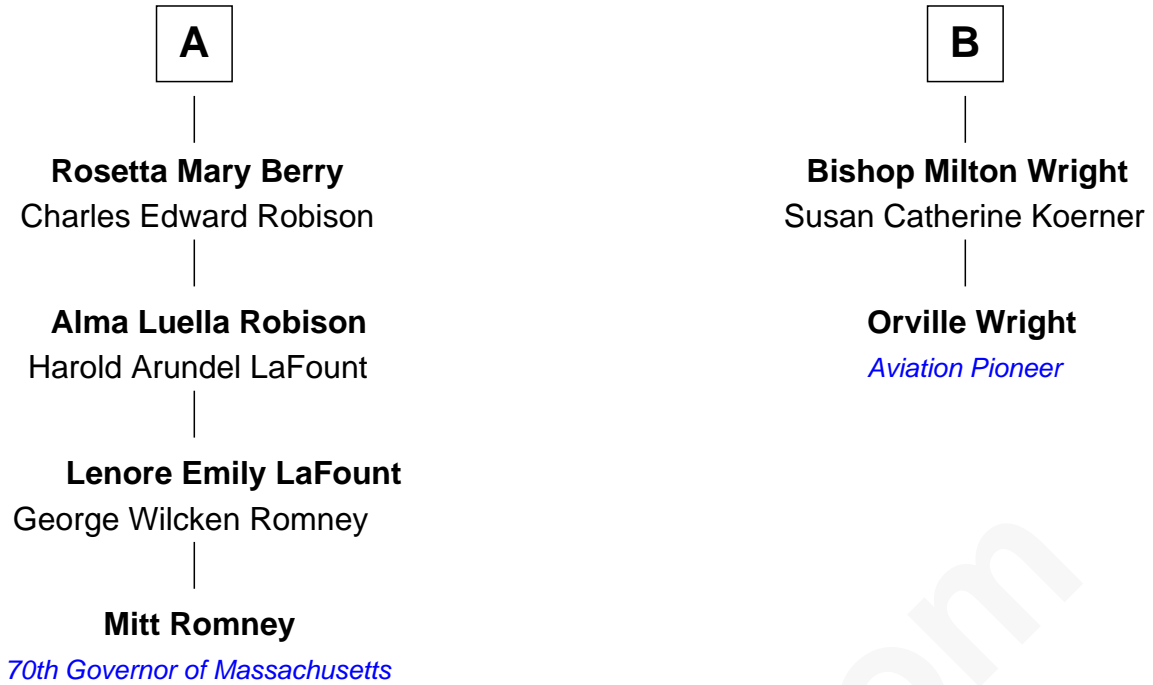 A
Rosetta Mary Berry
Charles Edward Robison
Alma Luella Robison
Harold Arundel LaFount
Lenore Emily LaFount
George Wilcken Romney
Mitt Romney
70th Governor of Massachusetts
B
Bishop Milton Wright
Susan Catherine Koerner
Orville Wright
Aviation Pioneer
om